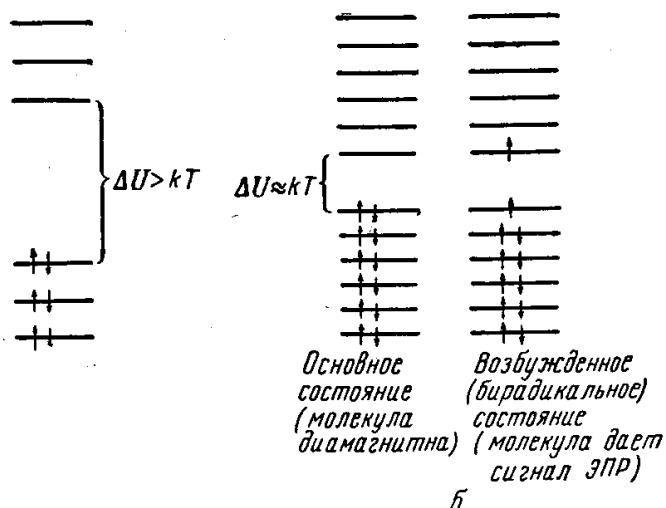 ΔU>kT
ΔU≈kT
Основное
состояние
(молекула
диамагнитна)
Возбужденное
(бирадикальное)
состояние
(молекула дает
сигнал ЭПР)
б